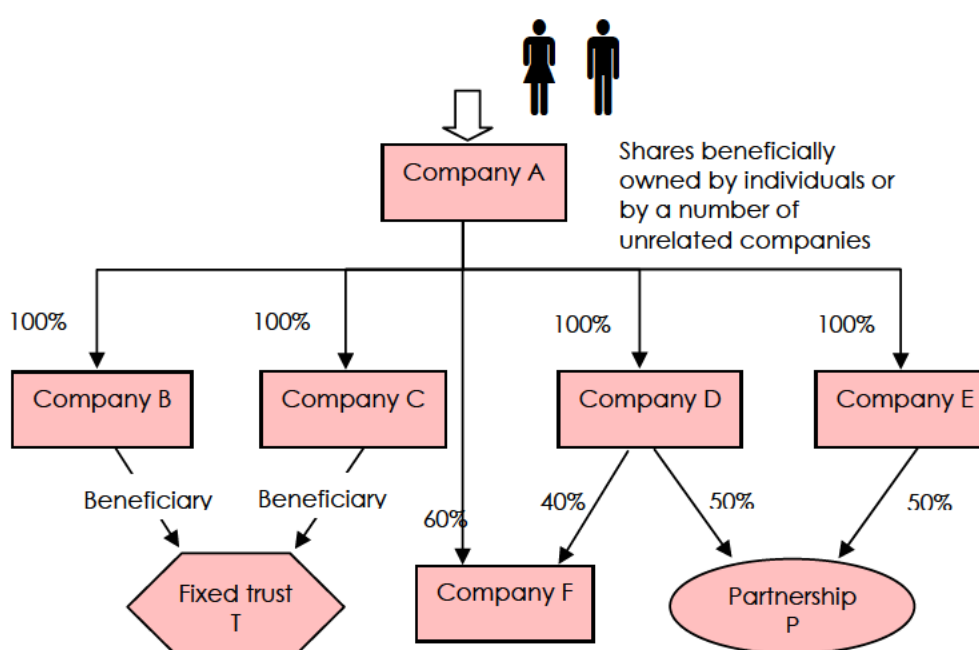 Company A
Shares beneficially
owned by individuals or
by a number of
unrelated companies
100%
100%
100%
100%
Company B
Company C
Company D
Company E
Beneficiary
Beneficiary
60%
40%
50%
50%
Fixed trust
T
Company F
Partnership
P